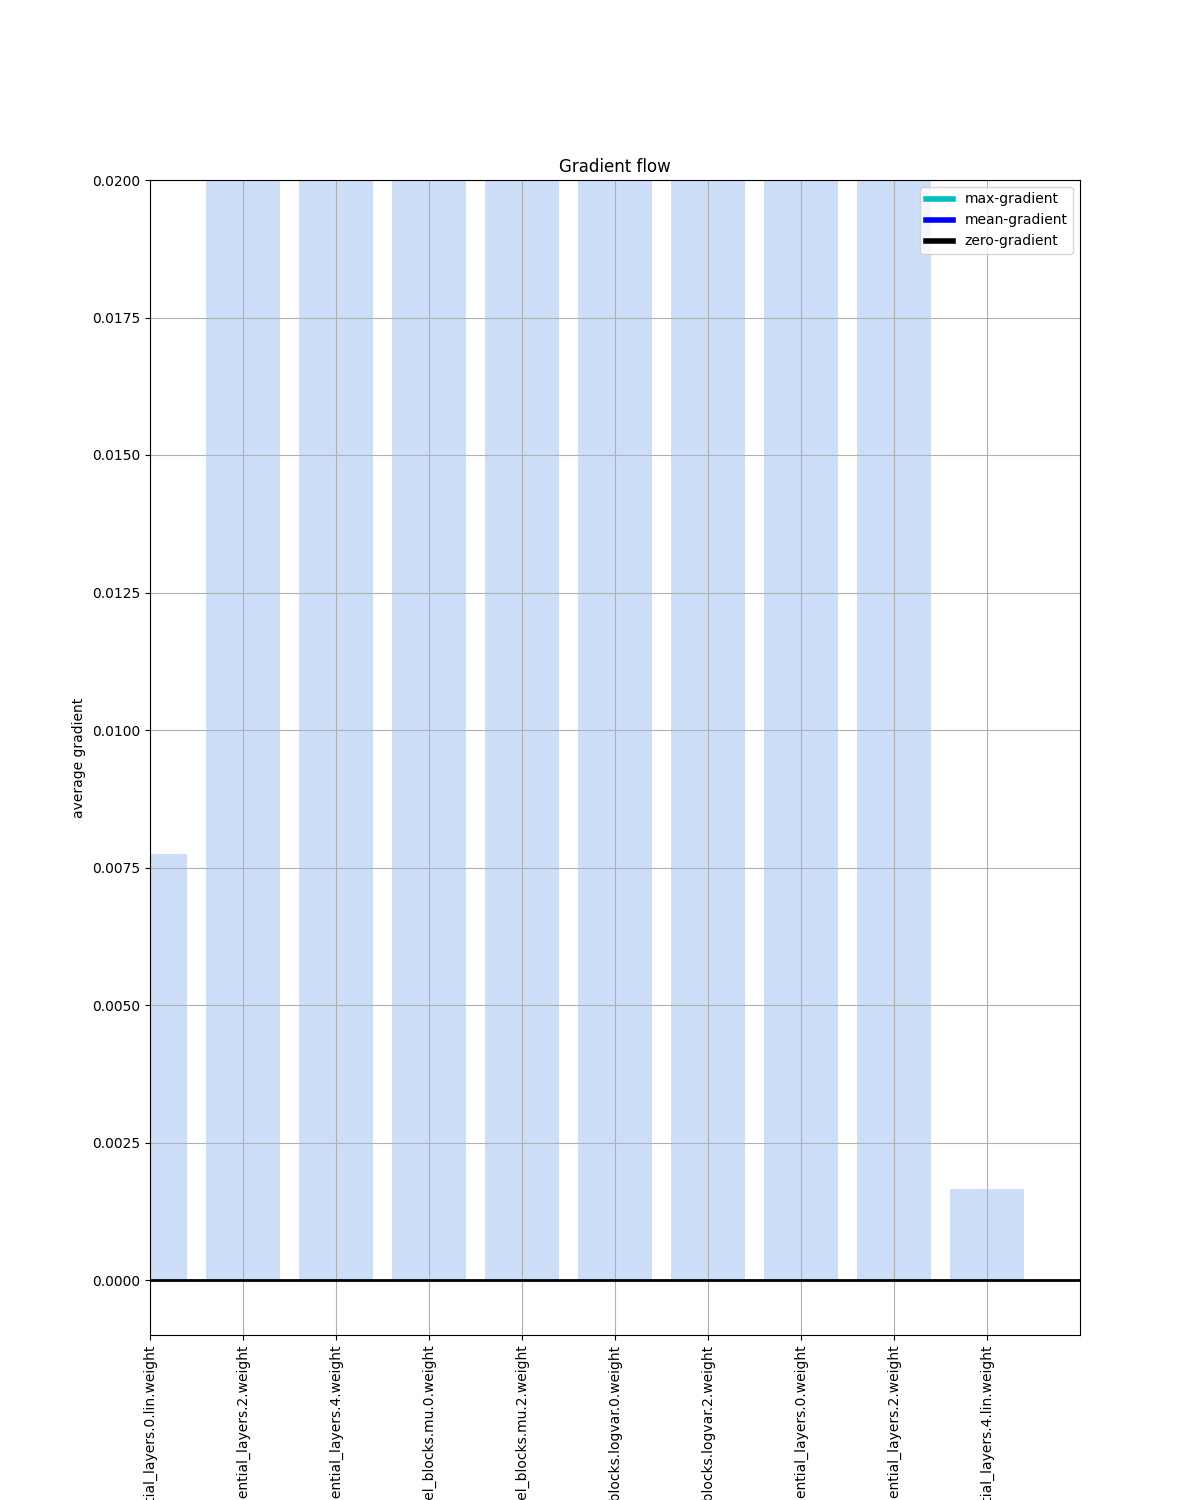 Gradient flow
max-gradient
mean-gradient
zero-gradient
0.0200
0.0175
0.0150
0.0125
0.0100
0.0075
0.0050
0.0025
0.0000
average gradient
tial_layers.0.lin.weight
ential_layers.2.weight
ential_layers.4.weight
el_blocks.mu.0.weight
el_blocks.mu.2.weight
blocks.logvar.0.weight
blocks.logvar.2.weight
ential_layers.0.weight
ential_layers.2.weight
tial_layers.4.lin.weight